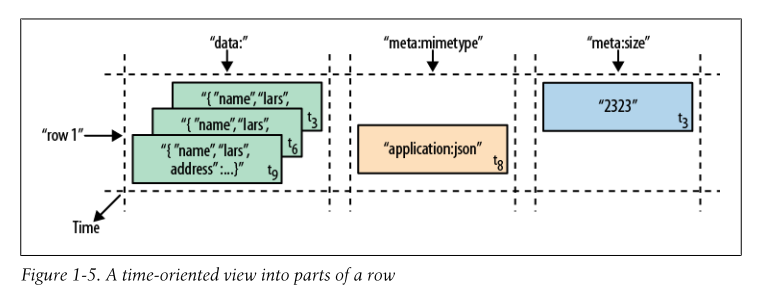 “data:”
“meta:mimetype”
“meta:size”
“{ ”name”,“lars”,
t3
“{ ”name”,“lars”,
t6
“{ ”name”,“lars”,
address” :...}”
t9
“application:json”
t8
“2323”
t3
“row 1”
Time
Figure 1-5. A time-oriented view into parts of a row